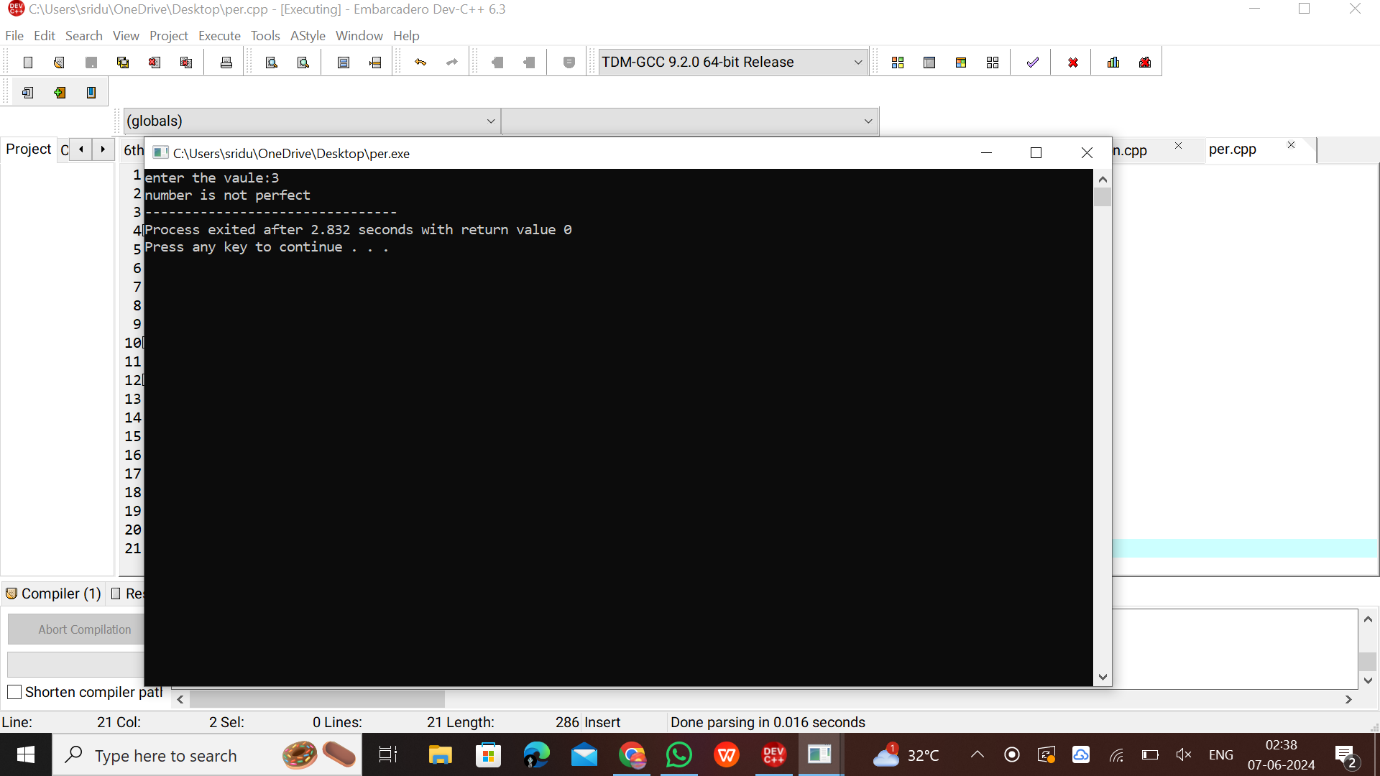 C:\Users\sridu\OneDrive\Desktop\per.cpp - [Executing] - Embarcadero Dev-C++ 6.3
File Edit Search View Project Execute Tools AStyle Window Help
TDM-GCC 9.2.0 64-bit Release
(globals)
Project C 6th n.cpp per.cpp
C:\Users\sridu\OneDrive\Desktop\per.exe
1
2
3
4
5
6
7
8
9
10
11
12
13
14
15
16
17
18
19
20
21
enter the vaule:3
number is not perfect
--------------------------------
Process exited after 2.832 seconds with return value 0
Press any key to continue . . .
Compiler (1) Res
Abort Compilation
Shorten compiler path
Line: 21 Col: 2 Sel: 0 Lines: 21 Length: 286 Insert Done parsing in 0.016 seconds
Type here to search 1 32°C ENG 02:38
07-06-2024 2